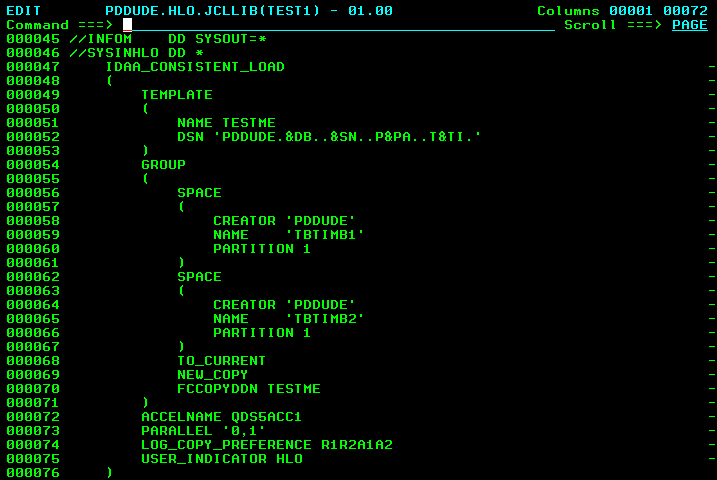 EDIT       PDDUDE.HLO.JCLLIB(TEST1) - 01.00                Columns 00001 00072
Command ===>                                                  Scroll ===> PAGE
000045 //INFOM    DD SYSOUT=*
000046 //SYSINHLO DD *
000047     IDAA_CONSISTENT_LOAD                                               -
000048     (                                                                  -
000049         TEMPLATE                                                       -
000050         (                                                              -
000051             NAME TESTME                                                -
000052             DSN 'PDDUDE.&DB..&SN..P&PA..T&TI.'                         -
000053         )                                                              -
000054         GROUP                                                          -
000055         (                                                              -
000056             SPACE                                                      -
000057             (                                                          -
000058                 CREATOR 'PDDUDE'                                       -
000059                 NAME    'TBTIMB1'                                      -
000060                 PARTITION 1                                            -
000061             )                                                          -
000062             SPACE                                                      -
000063             (                                                          -
000064                 CREATOR 'PDDUDE'                                       -
000065                 NAME    'TBTIMB2'                                      -
000066                 PARTITION 1                                            -
000067             )                                                          -
000068             TO_CURRENT                                                 -
000069             NEW_COPY                                                   -
000070             FCCOPYDDN TESTME                                           -
000071         )                                                              -
000072         ACCELNAME QDS5ACC1                                             -
000073         PARALLEL '0,1'                                                 -
000074         LOG_COPY_PREFERENCE R1R2A1A2                                   -
000075         USER_INDICATOR HLO                                             -
000076     )                                                                  -